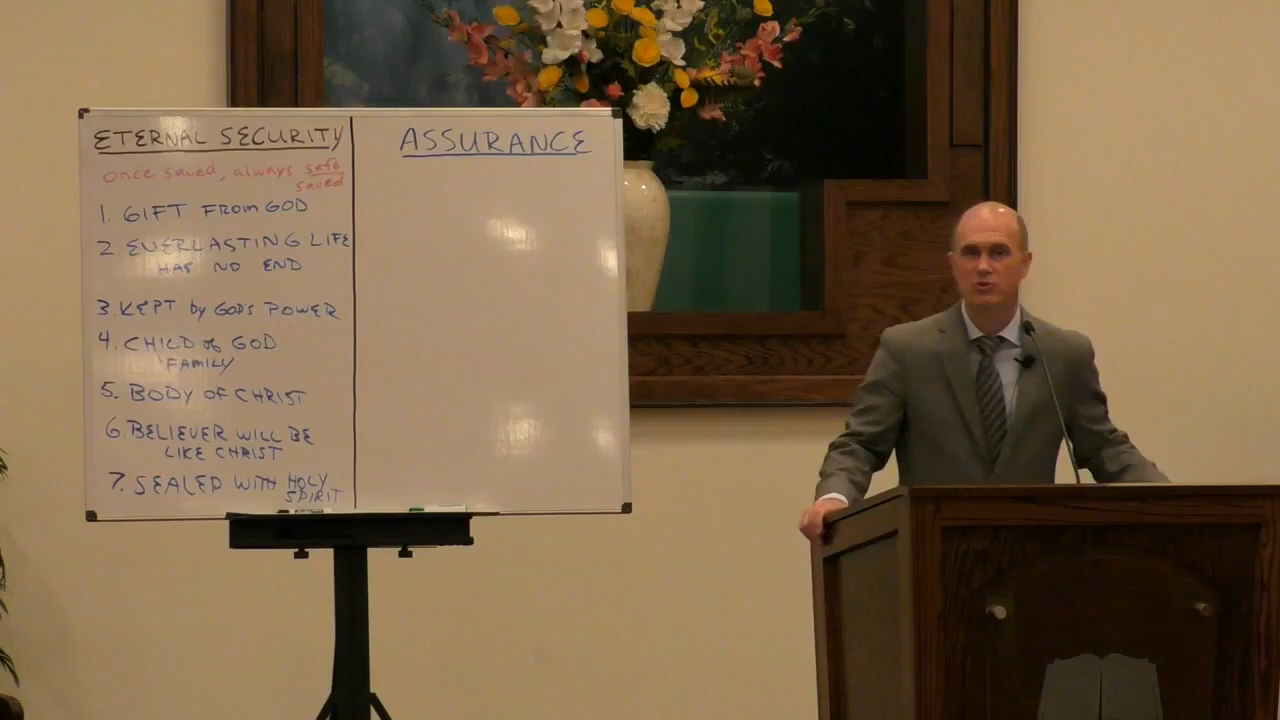 ETERNAL SECURITY
once saved, always safe
saved
1. GIFT FROM GOD
2 EVERLASTING LIFE
HAS NO END
3. KEPT by GOD'S POWER
4. CHILD of GOD
FAMILY
5. BODY OF CHRIST
6. BELIEVER WILL BE
LIKE CHRIST
7. SEALED WITH HOLY
SPIRIT
ASSURANCE